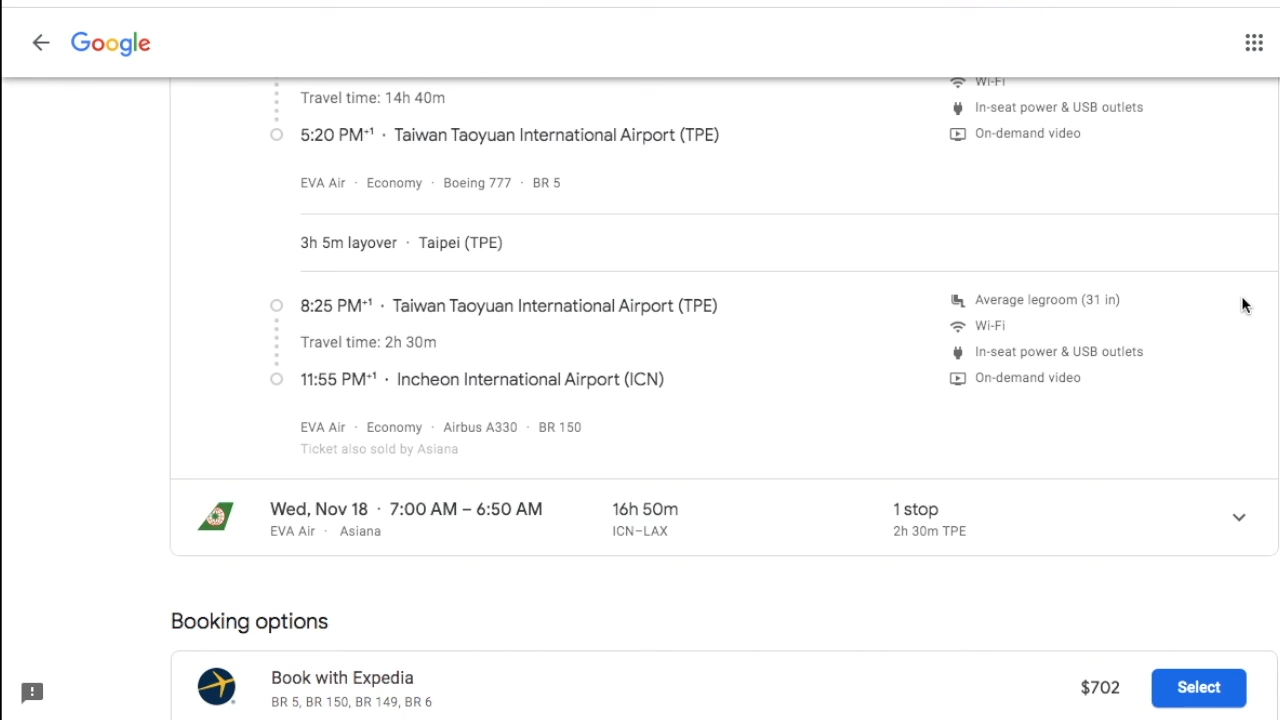 Google
Wi-Fi
Travel time: 14h 40m
In-seat power & USB outlets
5:20 PM+1 · Taiwan Taoyuan International Airport (TPE)
On-demand video
EVA Air · Economy · Boeing 777 · BR 5
3h 5m layover · Taipei (TPE)
8:25 PM+1 · Taiwan Taoyuan International Airport (TPE)
Average legroom (31 in)
Wi-Fi
Travel time: 2h 30m
In-seat power & USB outlets
11:55 PM+1 · Incheon International Airport (ICN)
On-demand video
EVA Air · Economy · Airbus A330 · BR 150
Ticket also sold by Asiana
Wed, Nov 18 · 7:00 AM – 6:50 AM 16h 50m 1 stop
EVA Air · Asiana ICN–LAX 2h 30m TPE
Booking options
Book with Expedia
$702 Select
BR 5, BR 150, BR 149, BR 6